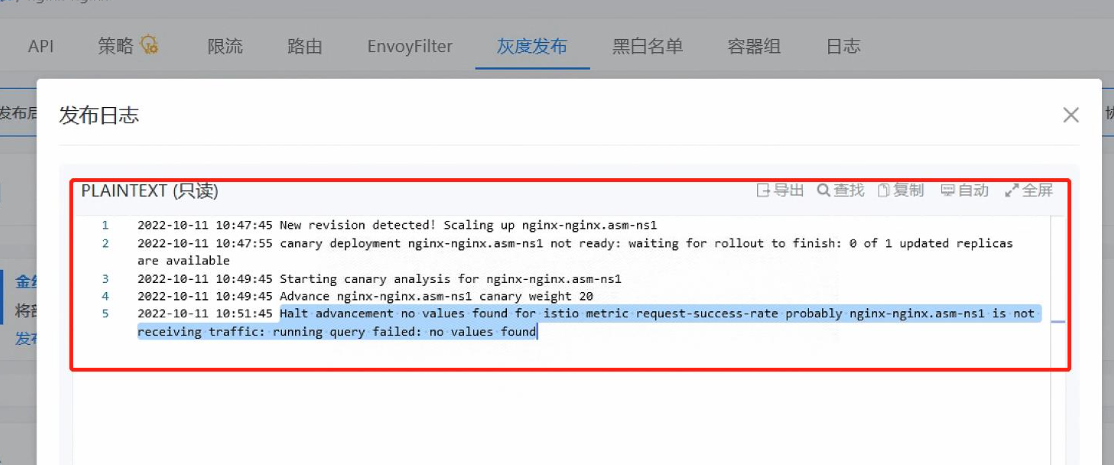 API 策略 限流 路由 EnvoyFilter 灰度发布 黑白名单 容器组 日志
发布后
发布日志
PLAINTEXT (只读) 导出 查找 复制 自动 全屏
1 2022-10-11 10:47:45 New revision detected! Scaling up nginx-nginx.asm-ns1
2 2022-10-11 10:47:55 canary deployment nginx-nginx.asm-ns1 not ready: waiting for rollout to finish: 0 of 1 updated replicas
are available
3 2022-10-11 10:49:45 Starting canary analysis for nginx-nginx.asm-ns1
4 2022-10-11 10:49:45 Advance nginx-nginx.asm-ns1 canary weight 20
5 2022-10-11 10:51:45 Halt advancement no values found for istio metric request-success-rate probably nginx-nginx.asm-ns1 is not
receiving traffic: running query failed: no values found
将部
发布